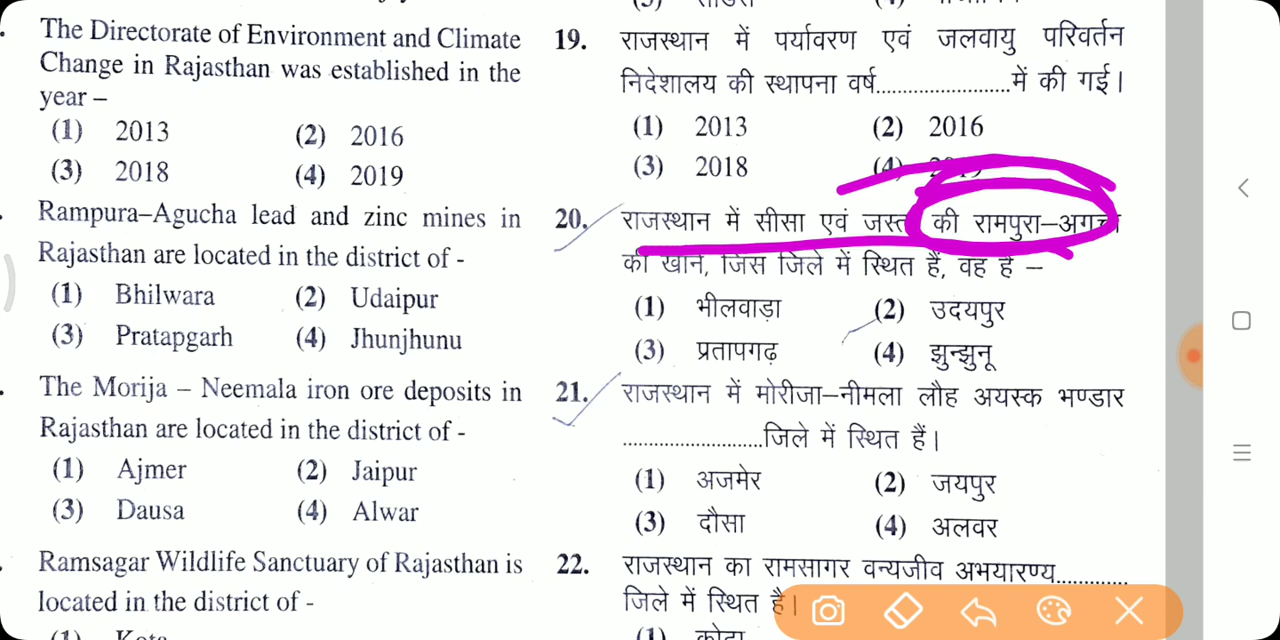 The Directorate of Environment and Climate
Change in Rajasthan was established in the
year –
(1) 2013 (2) 2016
(3) 2018 (4) 2019
Rampura–Agucha lead and zinc mines in
Rajasthan are located in the district of -
(1) Bhilwara (2) Udaipur
(3) Pratapgarh (4) Jhunjhunu
The Morija – Neemala iron ore deposits in
Rajasthan are located in the district of -
(1) Ajmer (2) Jaipur
(3) Dausa (4) Alwar
Ramsagar Wildlife Sanctuary of Rajasthan is
located in the district of -
19. राजस्थान में पर्यावरण एवं जलवायु परिवर्तन
निदेशालय की स्थापना वर्ष........................में की गई।
(1) 2013 (2) 2016
(3) 2018 (4)
20. राजस्थान में सीसा एवं जस्त की रामपुरा–अगूचा
की खानें, जिस जिले में स्थित हैं, वह है –
(1) भीलवाड़ा (2) उदयपुर
(3) प्रतापगढ़ (4) झुन्झुनू
21. राजस्थान में मोरीजा–नीमला लौह अयस्क भण्डार
.........................जिले में स्थित हैं।
(1) अजमेर (2) जयपुर
(3) दौसा (4) अलवर
22. राजस्थान का रामसागर वन्यजीव अभयारण्य.............
जिले में स्थित है।